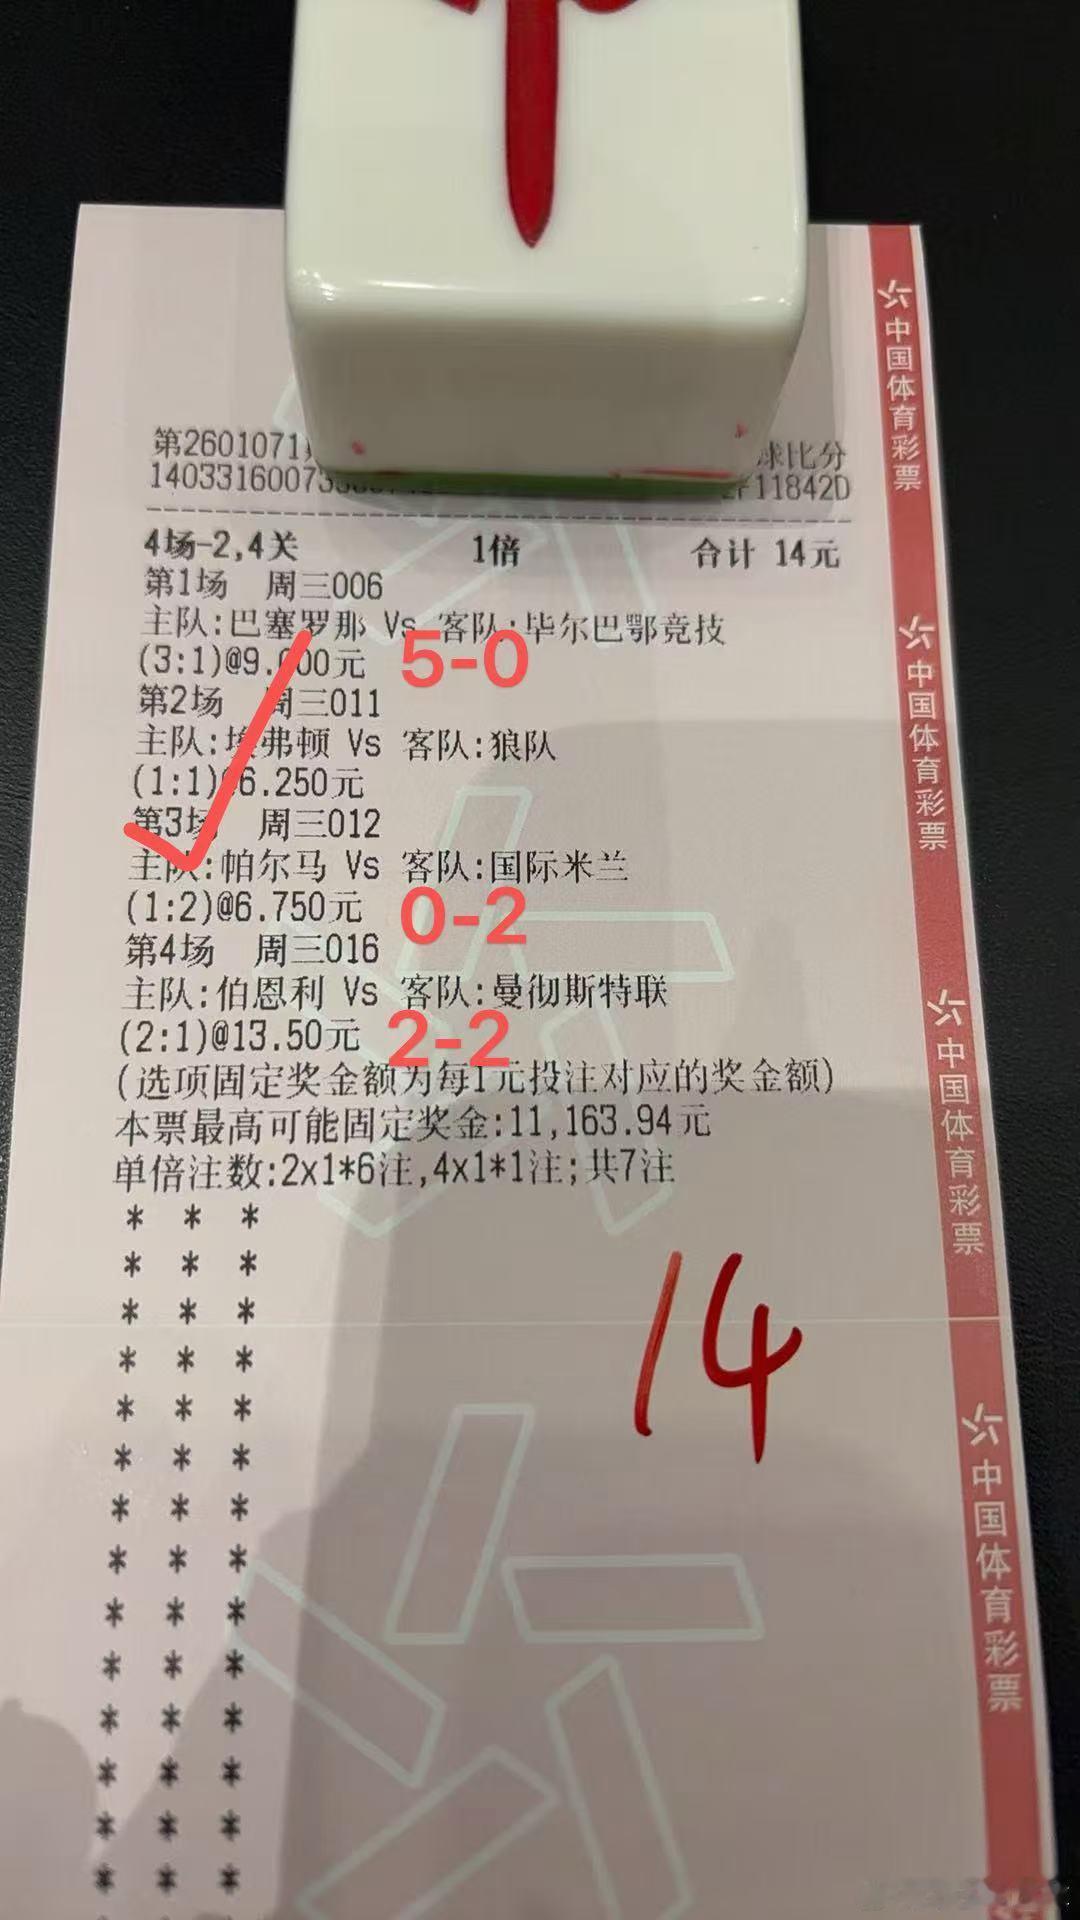 第2601071
球比分
14033160073
F11842D
4场-2,4关 1倍 合计 14元
第1场 周三006
主队:巴塞罗那 Vs 客队:毕尔巴鄂竞技
(3:1)@9.000元 5-0
第2场 周三011
主队:埃弗顿 Vs 客队:狼队
(1:1)@6.250元
第3场 周三012
主队:帕尔马 Vs 客队:国际米兰
(1:2)@6.750元 0-2
第4场 周三016
主队:伯恩利 Vs 客队:曼彻斯特联
(2:1)@13.50元 2-2
(选项固定奖金额为每1元投注对应的奖金额)
本票最高可能固定奖金:11,163.94元
单倍注数:2x1*6注,4x1*1注;共7注
* * *
* * *
* * *
* * *
* * *
* * *
* * *
* * *
* * *
* * *
* * *
* * *
* * *
* * *
14
中国体育彩票
中国体育彩票
中国体育彩票
中国体育彩票